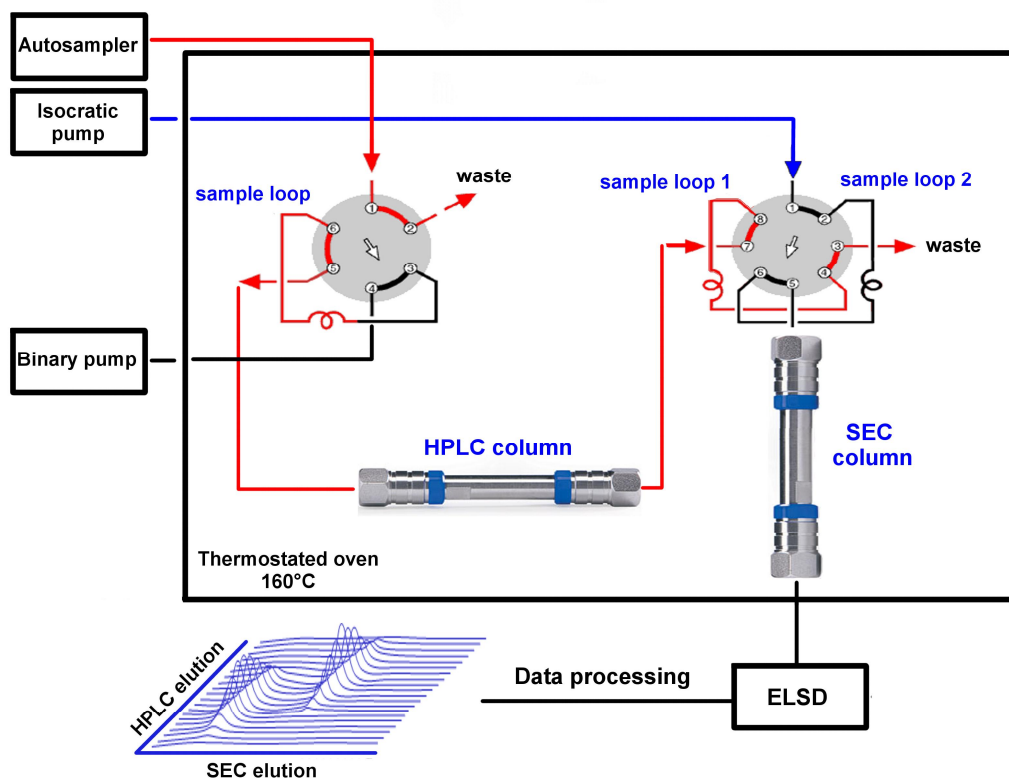 Autosampler
Isocratic
pump
sample loop
waste
sample loop 1
sample loop 2
1
2
3
4
5
6
1
2
3
4
5
6
7
8
waste
Binary pump
HPLC column
SEC
column
Thermostated oven
160°C
HPLC elution
SEC elution
Data processing
ELSD